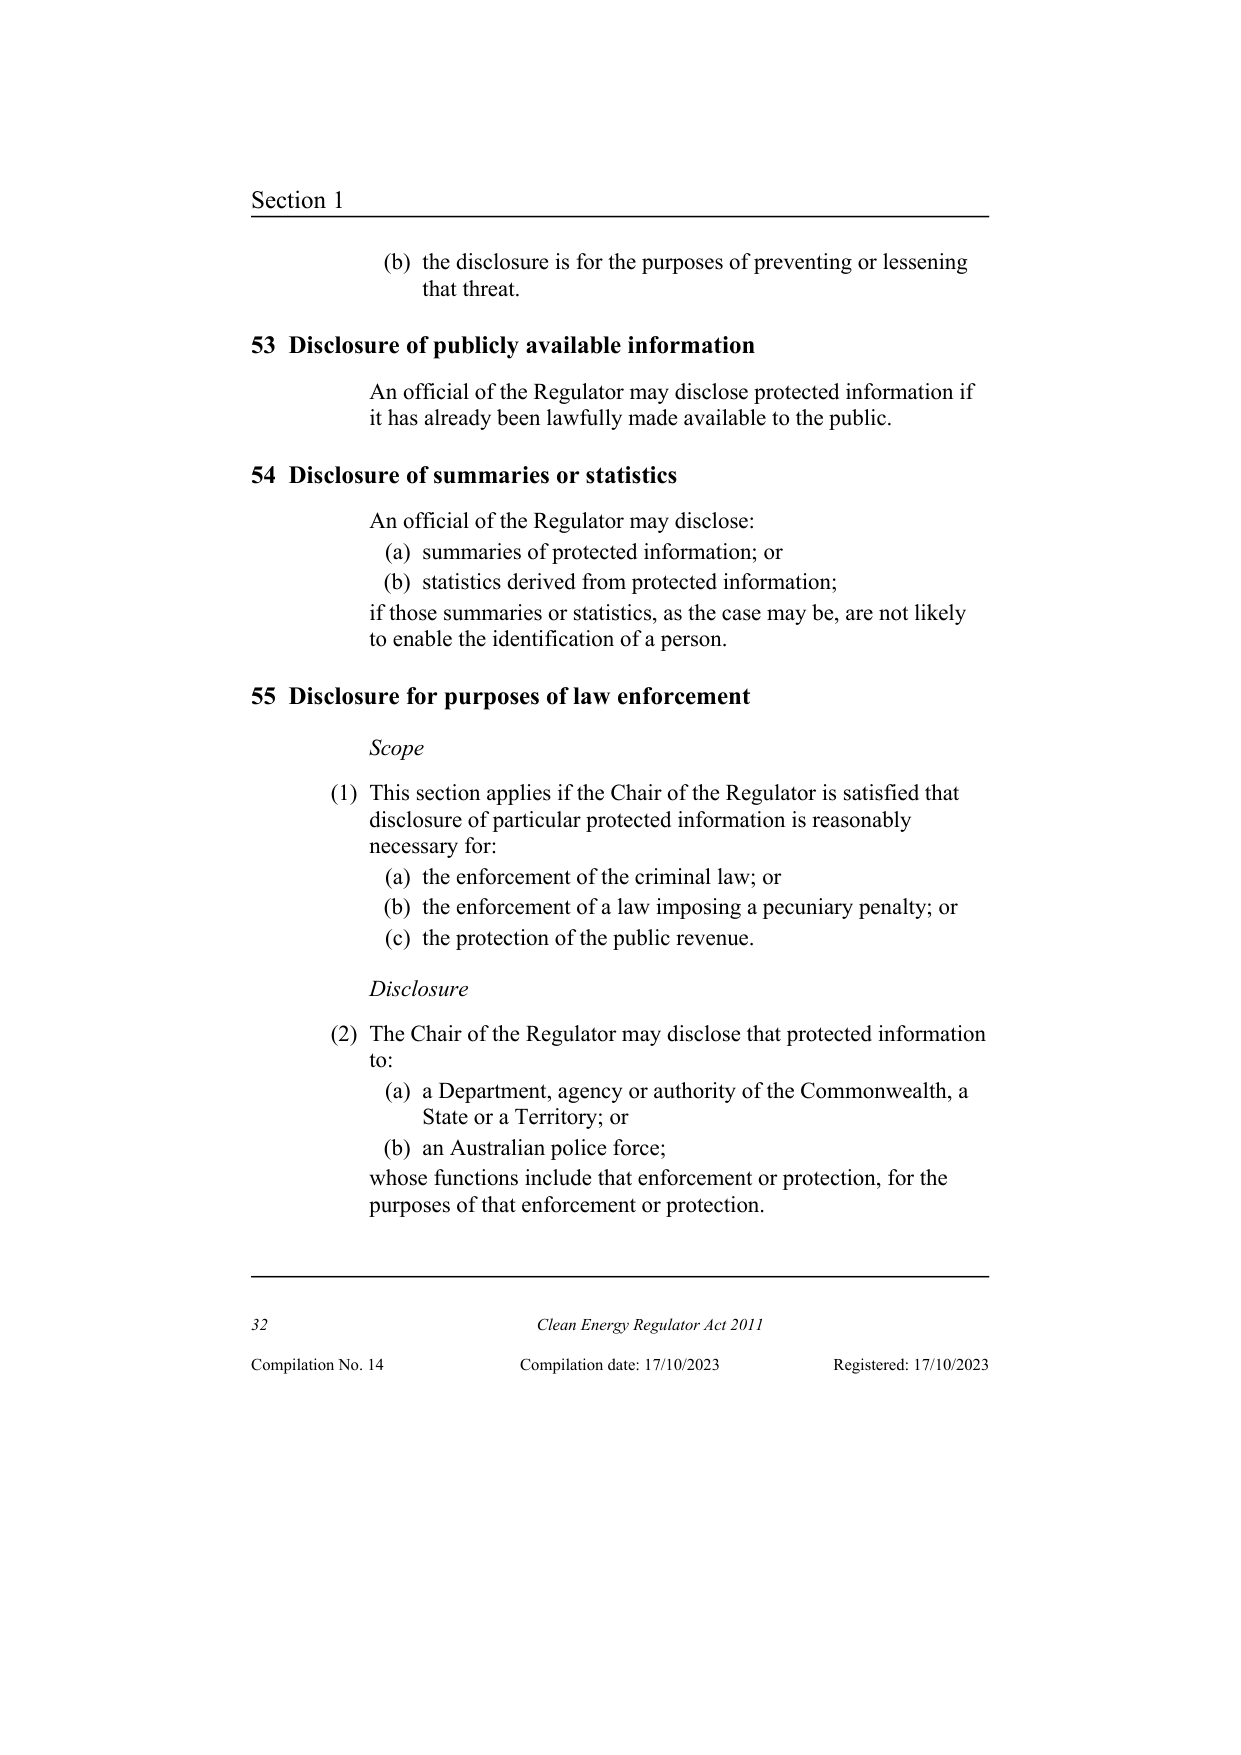 Section 1
(b) the disclosure is for the purposes of preventing or lessening
that threat.
53 Disclosure of publicly available information
An official of the Regulator may disclose protected information if
it has already been lawfully made available to the public.
54 Disclosure of summaries or statistics
An official of the Regulator may disclose:
(a) summaries of protected information; or
(b) statistics derived from protected information;
if those summaries or statistics, as the case may be, are not likely
to enable the identification of a person.
55 Disclosure for purposes of law enforcement
Scope
(1) This section applies if the Chair of the Regulator is satisfied that
disclosure of particular protected information is reasonably
necessary for:
(a) the enforcement of the criminal law; or
(b) the enforcement of a law imposing a pecuniary penalty; or
(c) the protection of the public revenue.
Disclosure
(2) The Chair of the Regulator may disclose that protected information
to:
(a) a Department, agency or authority of the Commonwealth, a
State or a Territory; or
(b) an Australian police force;
whose functions include that enforcement or protection, for the
purposes of that enforcement or protection.
32 Clean Energy Regulator Act 2011
Compilation No. 14 Compilation date: 17/10/2023 Registered: 17/10/2023